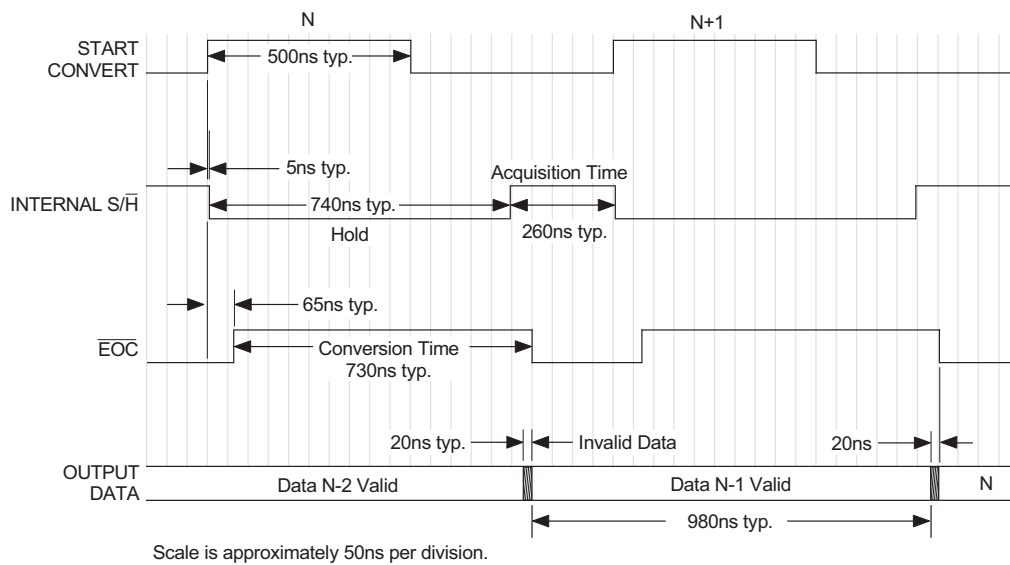 N
N+1
START
CONVERT
500ns typ.
5ns typ.
Acquisition Time
INTERNAL S/H̅
740ns typ.
260ns typ.
Hold
65ns typ.
E̅O̅C̅
Conversion Time
730ns typ.
20ns typ.
Invalid Data
20ns
OUTPUT
DATA
Data N-2 Valid
Data N-1 Valid
N
980ns typ.
Scale is approximately 50ns per division.